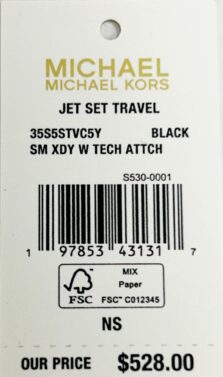 MICHAEL
MICHAEL KORS
JET SET TRAVEL
35S5STVC5Y BLACK
SM XDY W TECH ATTCH
S530-0001
1 97853 43131 7
MIX
Paper
FSC FSC™ C012345
NS
OUR PRICE $528.00